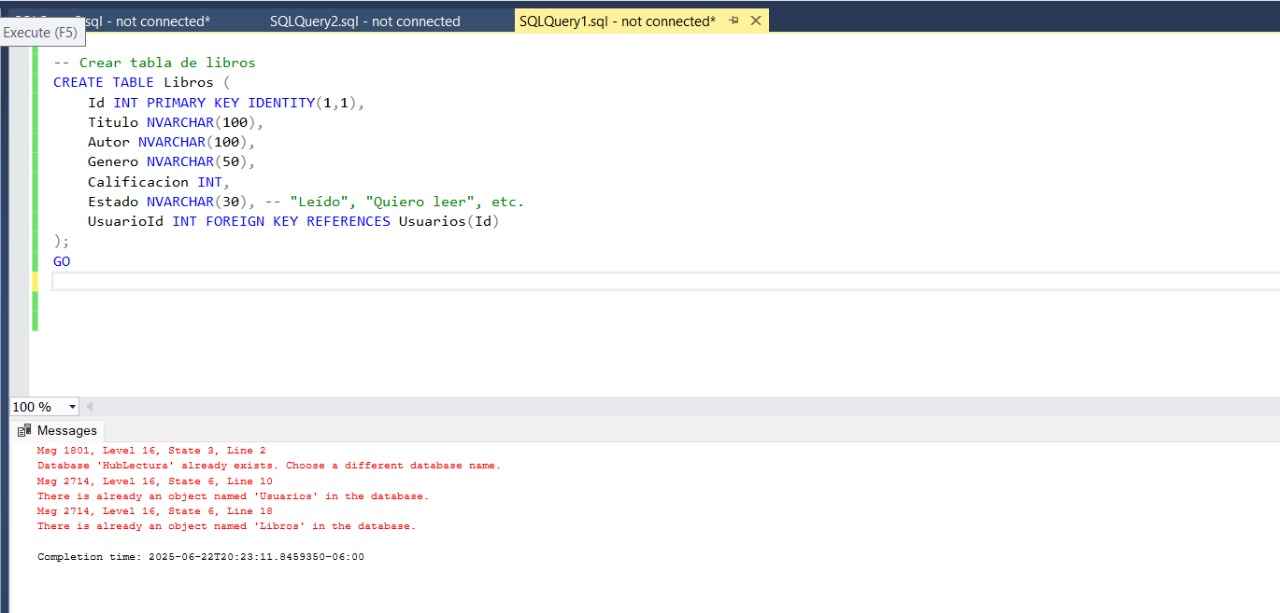 sql - not connected*
SQLQuery2.sql - not connected
SQLQuery1.sql - not connected*
Execute (F5)
-- Crear tabla de libros
CREATE TABLE Libros (
Id INT PRIMARY KEY IDENTITY(1,1),
Titulo NVARCHAR(100),
Autor NVARCHAR(100),
Genero NVARCHAR(50),
Calificacion INT,
Estado NVARCHAR(30), -- "Leído", "Quiero leer", etc.
UsuarioId INT FOREIGN KEY REFERENCES Usuarios(Id)
);
GO
100 %
Messages
Msg 1801, Level 16, State 3, Line 2
Database 'HubLectura' already exists. Choose a different database name.
Msg 2714, Level 16, State 6, Line 10
There is already an object named 'Usuarios' in the database.
Msg 2714, Level 16, State 6, Line 18
There is already an object named 'Libros' in the database.
Completion time: 2025-06-22T20:23:11.8459350-06:00